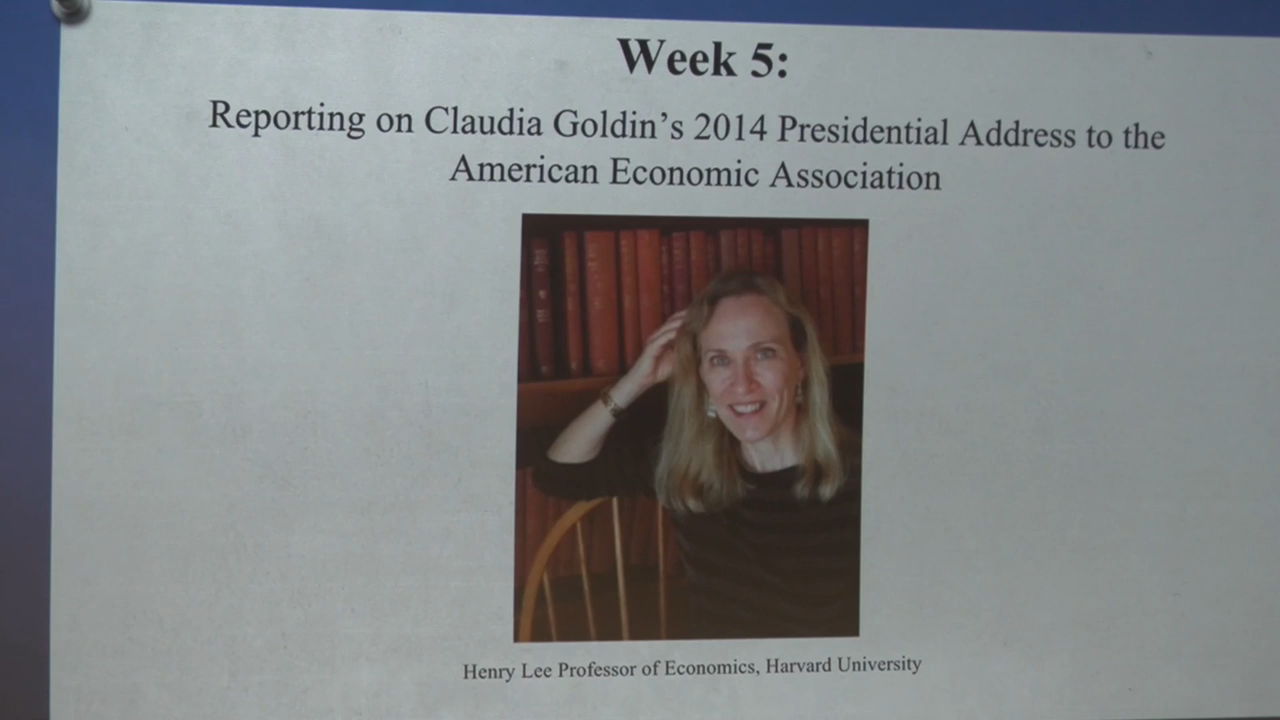 Week 5:
Reporting on Claudia Goldin’s 2014 Presidential Address to the
American Economic Association
Henry Lee Professor of Economics, Harvard University